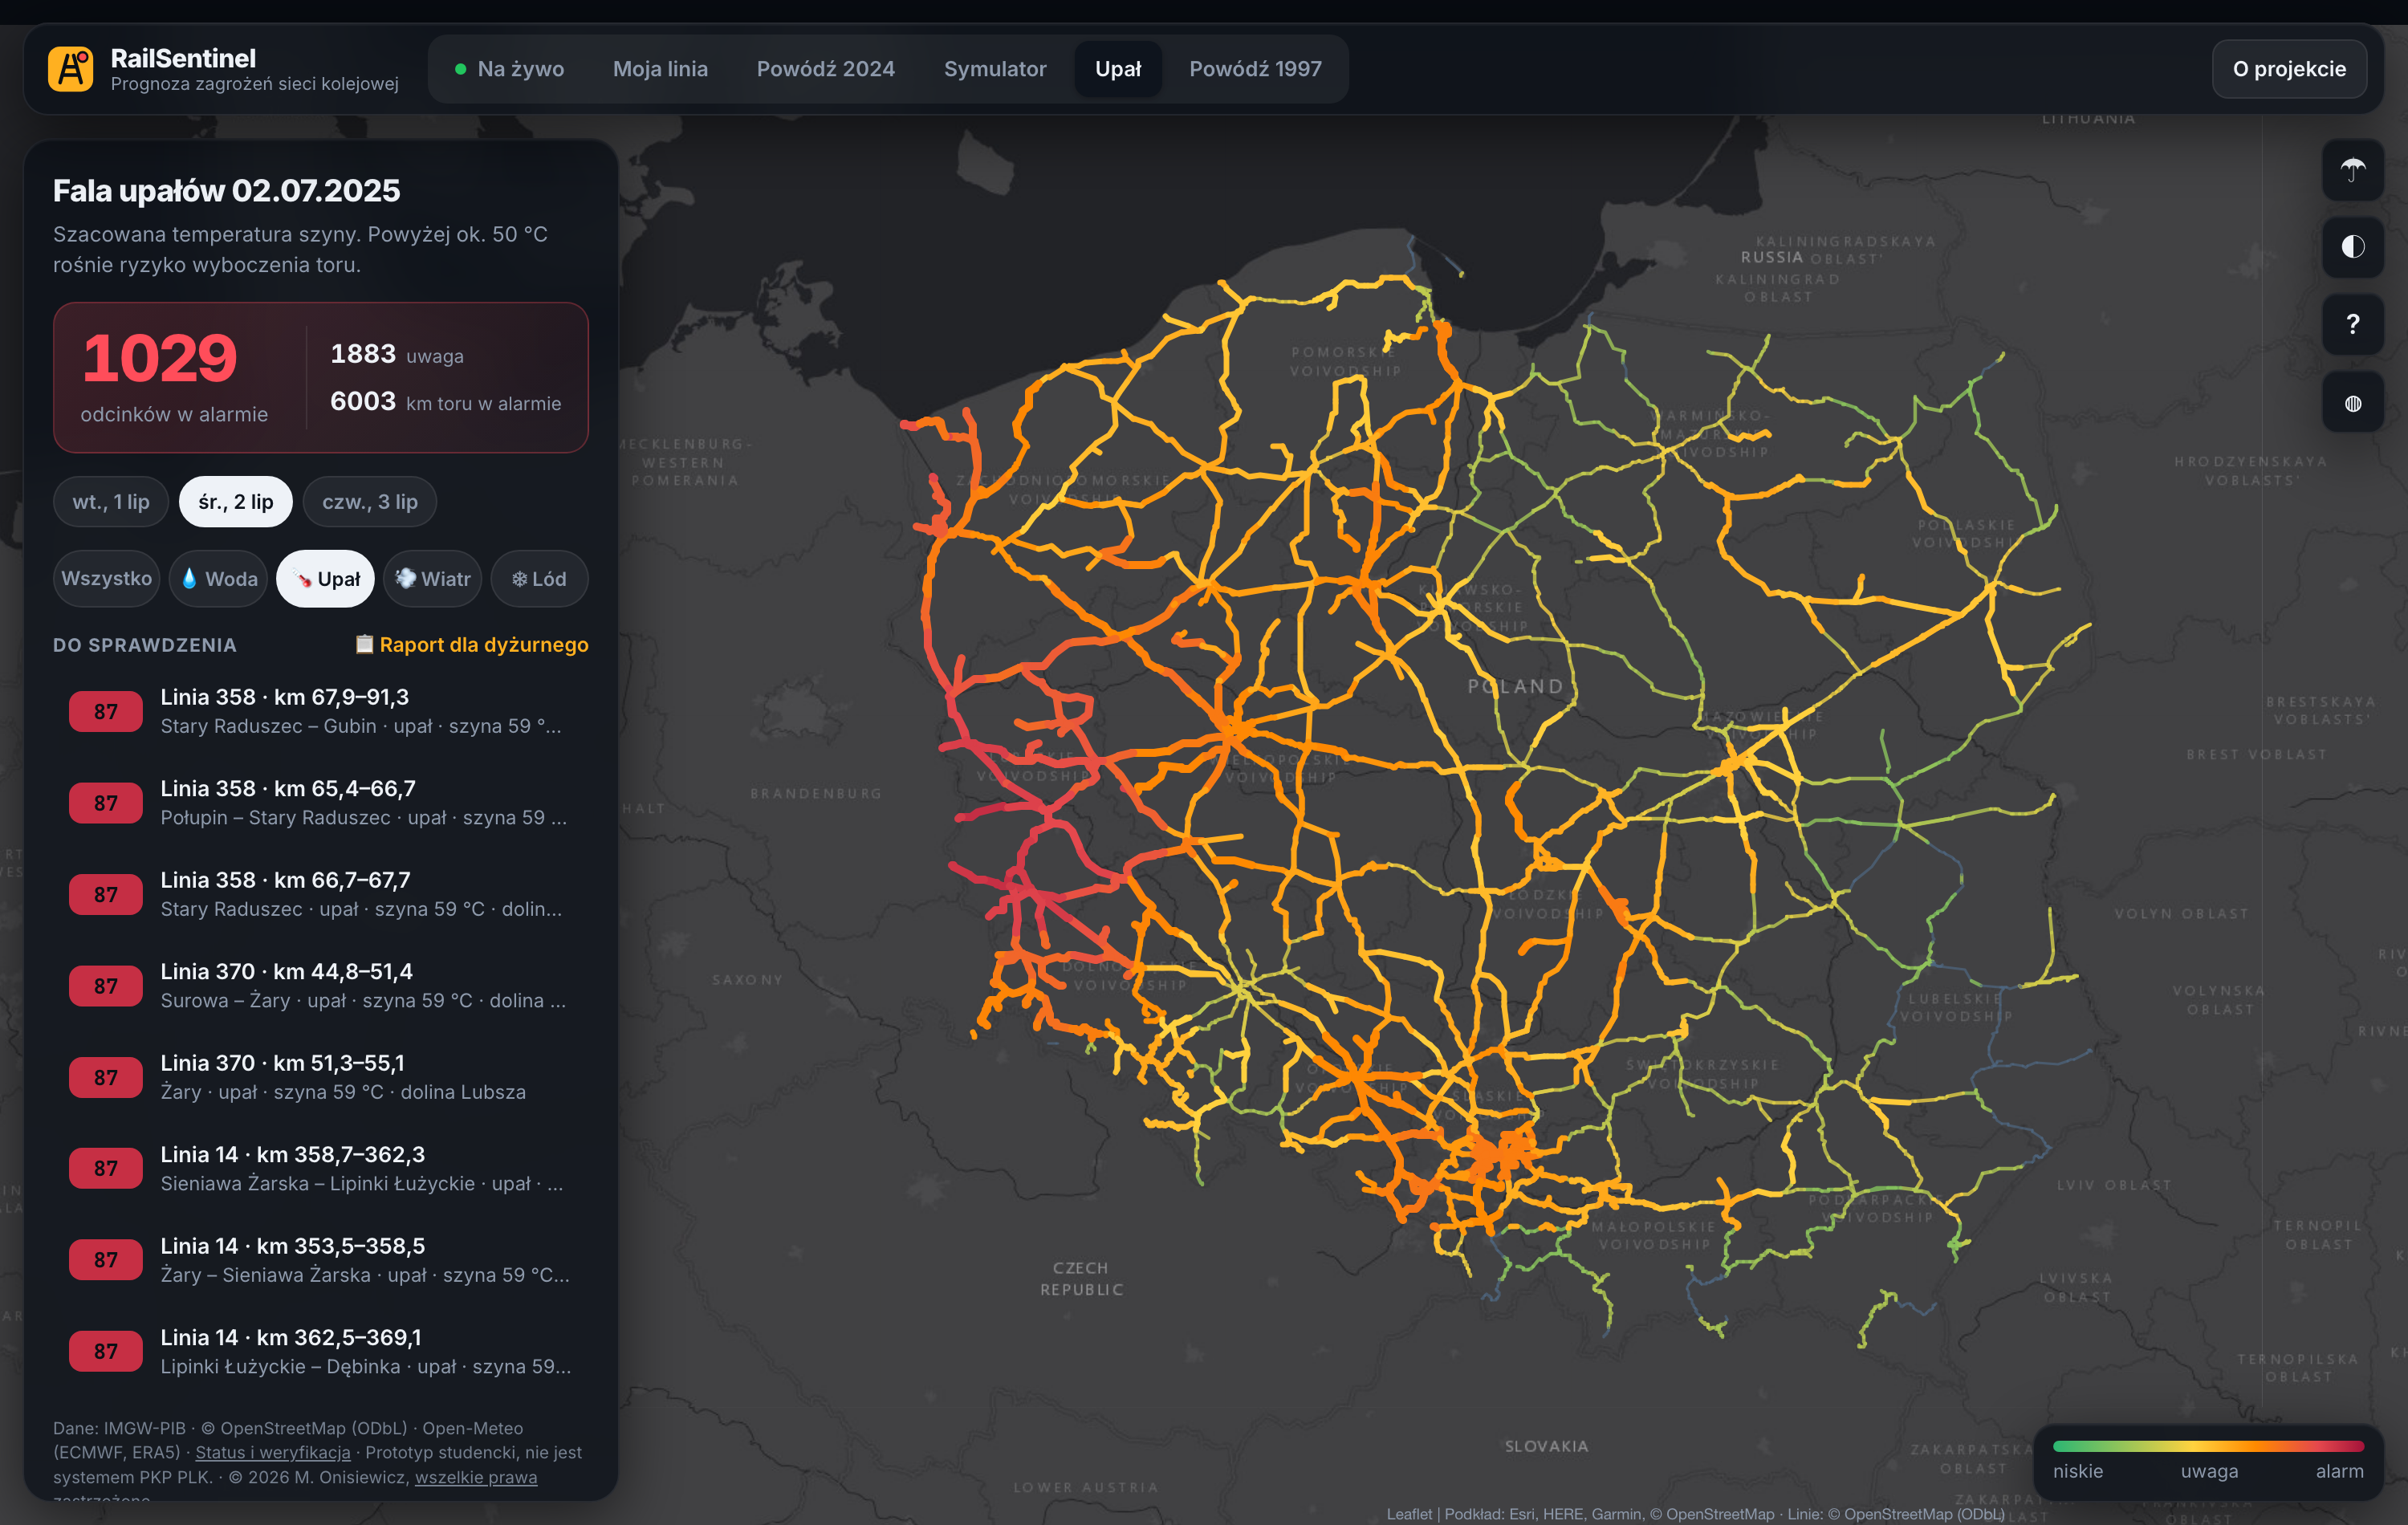 RailSentinel
Prognoza zagrożeń sieci kolejowej
Na żywo
Moja linia
Powódź 2024
Symulator
Upał
Powódź 1997
O projekcie
Fala upałów 02.07.2025
Szacowana temperatura szyny. Powyżej ok. 50 °C
rośnie ryzyko wyboczenia toru.
1029
odcinków w alarmie
1883 uwaga
6003 km toru w alarmie
wt., 1 lip
śr., 2 lip
czw., 3 lip
Wszystko
Woda
Upał
Wiatr
Lód
DO SPRAWDZENIA
Raport dla dyżurnego
87
Linia 358 · km 67,9–91,3
Stary Raduszec – Gubin · upał · szyna 59 °...
87
Linia 358 · km 65,4–66,7
Połupin – Stary Raduszec · upał · szyna 59 ...
87
Linia 358 · km 66,7–67,7
Stary Raduszec · upał · szyna 59 °C · dolin...
87
Linia 370 · km 44,8–51,4
Surowa – Żary · upał · szyna 59 °C · dolina ...
87
Linia 370 · km 51,3–55,1
Żary · upał · szyna 59 °C · dolina Lubsza
87
Linia 14 · km 358,7–362,3
Sieniawa Żarska – Lipinki Łużyckie · upał · ...
87
Linia 14 · km 353,5–358,5
Żary – Sieniawa Żarska · upał · szyna 59 °C...
87
Linia 14 · km 362,5–369,1
Lipinki Łużyckie – Dębinka · upał · szyna 59...
Dane: IMGW-PIB · © OpenStreetMap (ODbL) · Open-Meteo
(ECMWF, ERA5) · Status i weryfikacja · Prototyp studencki, nie jest
systemem PKP PLK. · © 2026 M. Onisiewicz, wszelkie prawa
LITHUANIA
KALININGRADSKAYA
OBLAST'
RUSSIA
KALININGRAD
OBLAST
POMORSKIE
VOIVODSHIP
MECKLENBURG-
WESTERN
POMERANIA
HRODZYENSKAYA
VOBLASTS'
POLAND
BRANDENBURG
BRESTSKAYA
VOBLASTS'
BREST VOBLAST
VOLYN OBLAST
SAXONY
VOLYNSKA
OBLAST
LUBELSKIE
VOIVODSHIP
LVIV OBLAST
MAŁOPOLSKIE
VOIVODSHIP
TERNOPIL
OBLAST
CZECH
REPUBLIC
LVIVSKA
OBLAST
TERNOPILSKA
OBLAST
SLOVAKIA
LOWER AUSTRIA
ZAKARPATSKA
OBLAST
?
niskie
uwaga
alarm
Leaflet | Podkład: Esri, HERE, Garmin, © OpenStreetMap · Linie: © OpenStreetMap (ODbL)